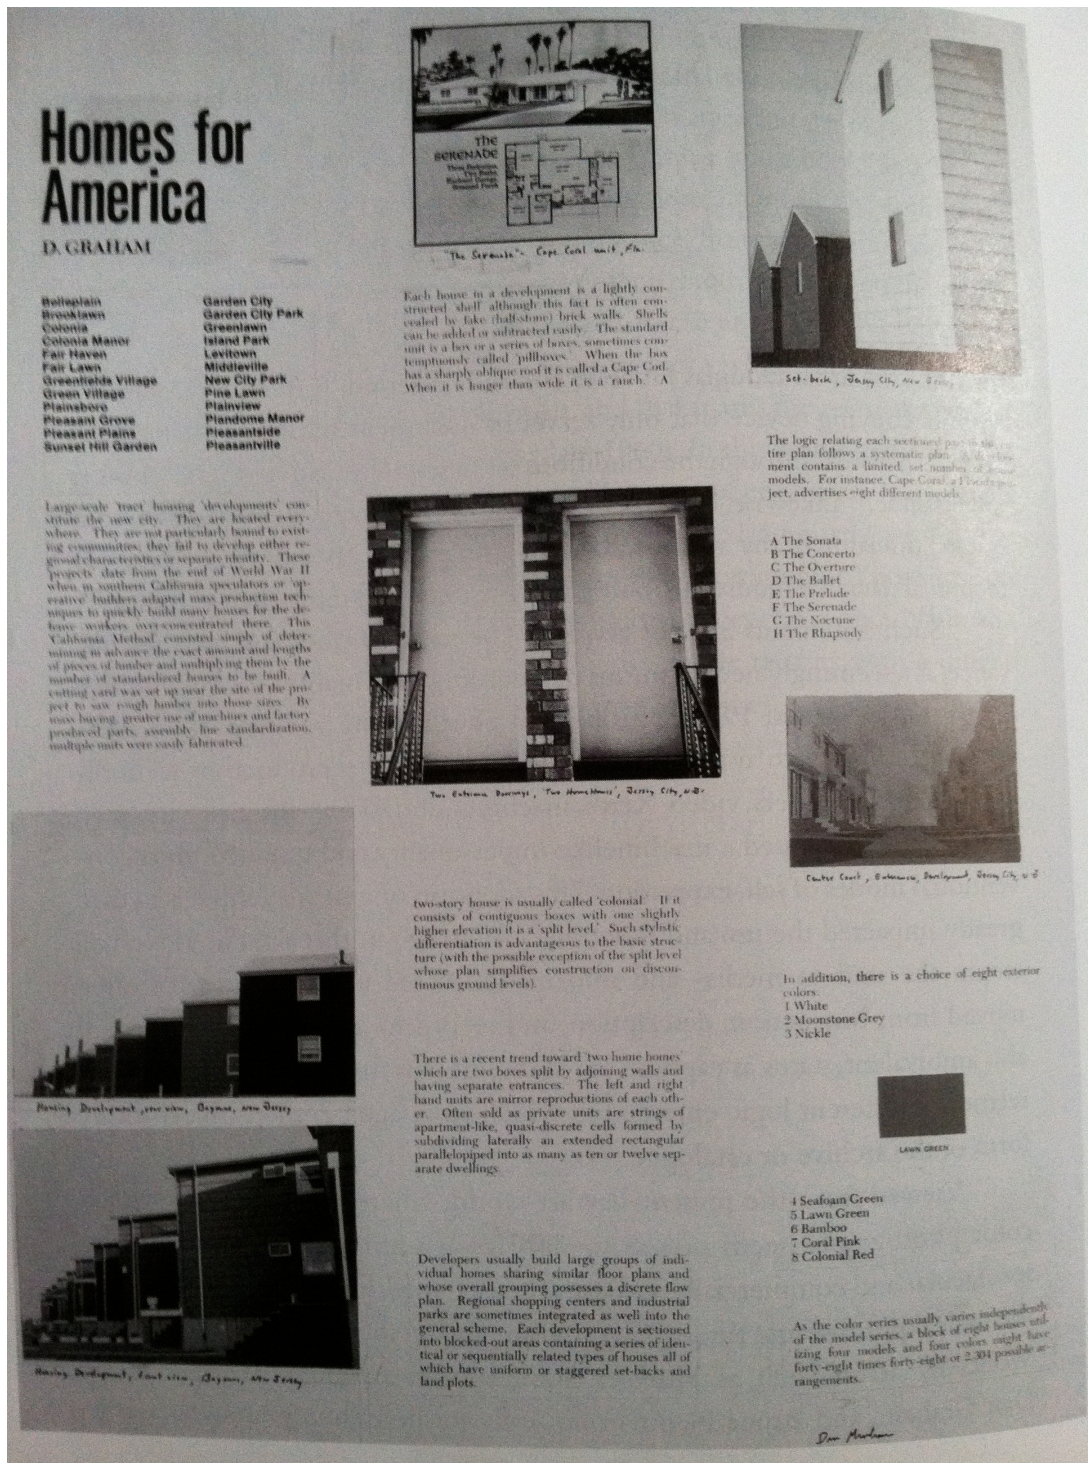 Homes for
America
D. GRAHAM
Belleplain
Brooklawn
Colonia
Colonia Manor
Fair Haven
Fair Lawn
Greenfields Village
Green Village
Plainsboro
Pleasant Grove
Pleasant Plains
Sunset Hill Garden
Garden City
Garden City Park
Greenlawn
Island Park
Levitown
Middleville
New City Park
Pine Lawn
Plainview
Plandome Manor
Pleasantside
Pleasantville
Large-scale 'tract' housing 'developments' con-
stitute the new city. They are located every-
where. They are not particularly bound to exist-
ing communities; they fail to develop either re-
gional characteristics or separate identity. These
'projects' date from the end of World War II
when in southern California speculators or 'op-
erative' builders adapted mass production tech-
niques to quickly build many houses for the de-
fense workers over-concentrated there. This
'California Method' consisted simply of deter-
mining in advance the exact amount and lengths
of pieces of lumber and multiplying them by the
number of standardized houses to be built. A
cutting yard was set up near the site of the pro-
ject to saw rough lumber into those sizes. By
mass buying, greater use of machines and factory
produced parts, assembly line standardization,
multiple units were easily fabricated.
Housing Development, rear view, Bayonne, New Jersey
Housing Development, front view, Bayonne, New Jersey
THE
SERENADE
Three Bedrooms,
Two Baths,
"The Serenade" - Cape Coral unit, Fla.
Each house in a development is a lightly con-
structed 'shell' although this fact is often con-
cealed by fake (half-stone) brick walls. Shells
can be added or subtracted easily. The standard
unit is a box or a series of boxes, sometimes con-
temptuously called 'pillboxes.' When the box
has a sharply oblique roof it is called a Cape Cod.
When it is longer than wide it is a 'ranch.' A
Two Entrance Doorways, 'Two Home Homes', Jersey City, N.J.
two-story house is usually called 'colonial.' If it
consists of contiguous boxes with one slightly
higher elevation it is a 'split level.' Such stylistic
differentiation is advantageous to the basic struc-
ture (with the possible exception of the split level
whose plan simplifies construction on discon-
tinuous ground levels).
There is a recent trend toward 'two home homes'
which are two boxes split by adjoining walls and
having separate entrances. The left and right
hand units are mirror reproductions of each oth-
er. Often sold as private units are strings of
apartment-like, quasi-discrete cells formed by
subdividing laterally an extended rectangular
parallelopiped into as many as ten or twelve sep-
arate dwellings.
Developers usually build large groups of indi-
vidual homes sharing similar floor plans and
whose overall grouping possesses a discrete flow
plan. Regional shopping centers and industrial
parks are sometimes integrated as well into the
general scheme. Each development is sectioned
into blocked-out areas containing a series of iden-
tical or sequentially related types of houses all of
which have uniform or staggered set-backs and
land plots.
Set-back, Jersey City, New Jersey
The logic relating each sectioned part to the en-
tire plan follows a systematic plan. A develop-
ment contains a limited, set number of house
models. For instance, Cape Coral, a Florida pro-
ject, advertises eight different models.
A The Sonata
B The Concerto
C The Overture
D The Ballet
E The Prelude
F The Serenade
G The Noctune
H The Rhapsody
Center Court, Entrance, Development, Jersey City, N.J
In addition, there is a choice of eight exterior
colors.
1 White
2 Moonstone Grey
3 Nickle
LAWN GREEN
4 Seafoam Green
5 Lawn Green
6 Bamboo
7 Coral Pink
8 Colonial Red
As the color series usually varies independently
of the model series, a block of eight houses util-
izing four models and four colors might have
forty-eight times forty-eight or 2,304 possible ar-
rangements.
Dan Graham